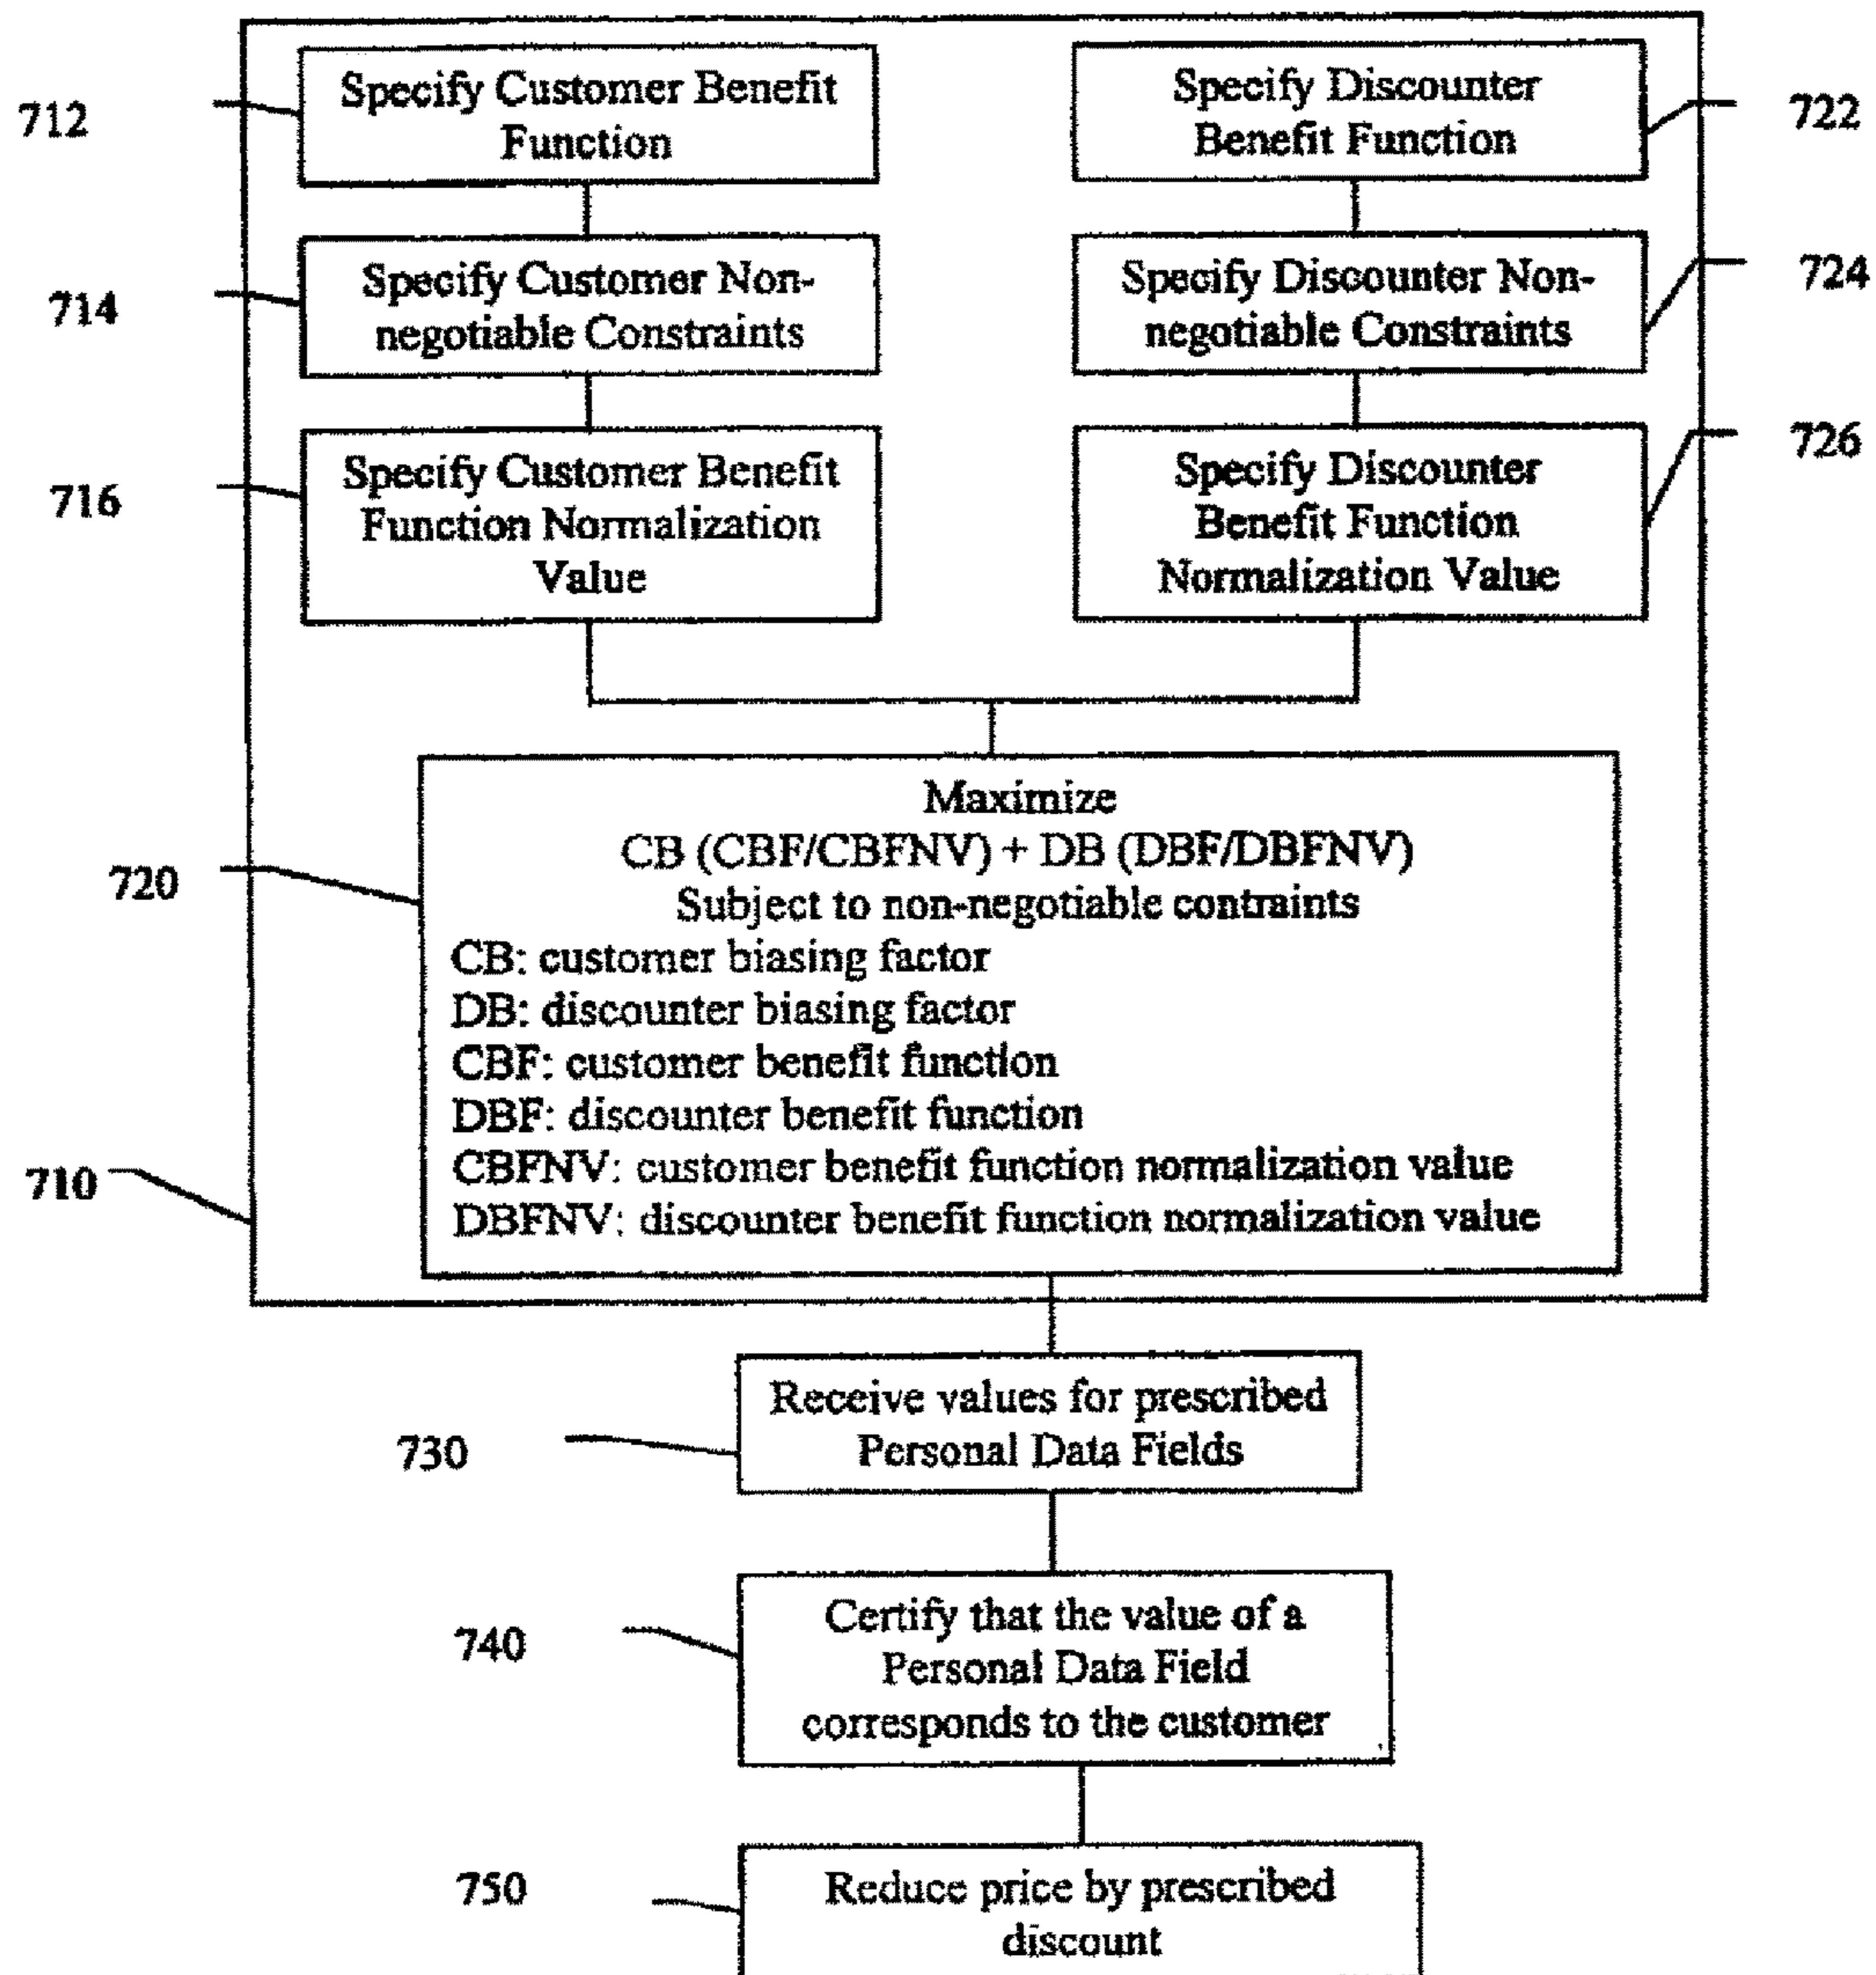 712
Specify Customer Benefit
Function
Specify Discounter
Benefit Function
722
714
Specify Customer Non-
negotiable Constraints
Specify Discounter Non-
negotiable Constraints
724
716
Specify Customer Benefit
Function Normalization
Value
Specify Discounter
Benefit Function
Normalization Value
726
720
Maximize
CB (CBF/CBFNV) + DB (DBF/DBFNV)
Subject to non-negotiable contraints
CB: customer biasing factor
DB: discounter biasing factor
CBF: customer benefit function
DBF: discounter benefit function
CBFNV: customer benefit function normalization value
DBFNV: discounter benefit function normalization value
710
730
Receive values for prescribed
Personal Data Fields
740
Certify that the value of a
Personal Data Field
corresponds to the customer
750
Reduce price by prescribed
discount